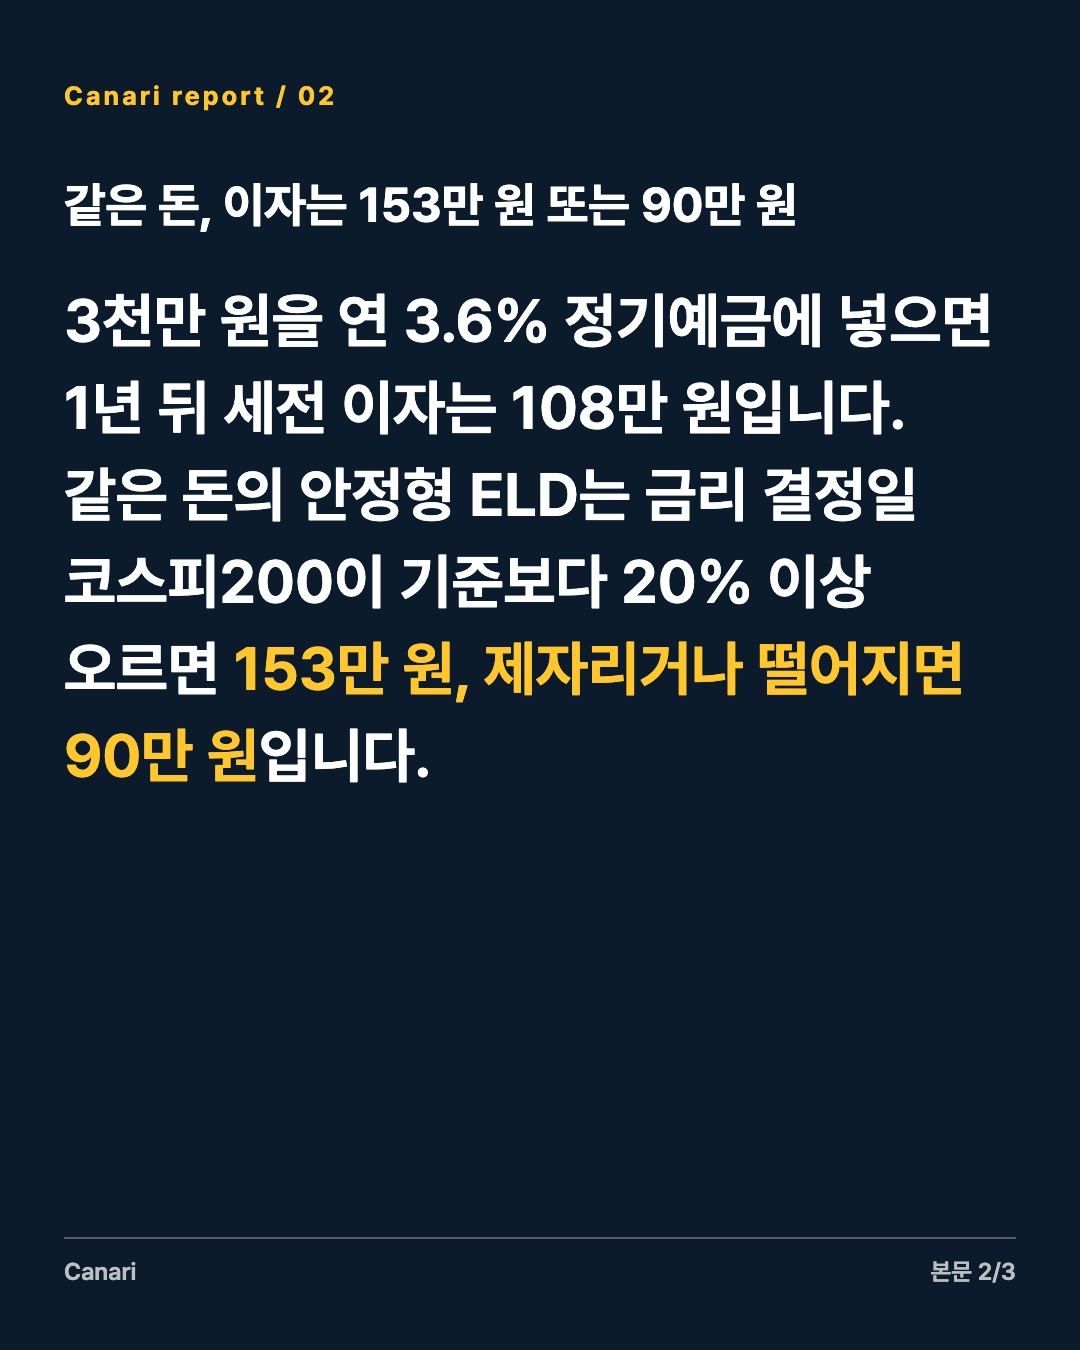 Canari report / 02
같은 돈, 이자는 153만 원 또는 90만 원
3천만 원을 연 3.6% 정기예금에 넣으면
1년 뒤 세전 이자는 108만 원입니다.
같은 돈의 안정형 ELD는 금리 결정일
코스피200이 기준보다 20% 이상
오르면 153만 원, 제자리거나 떨어지면
90만 원입니다.
Canari
본문 2/3